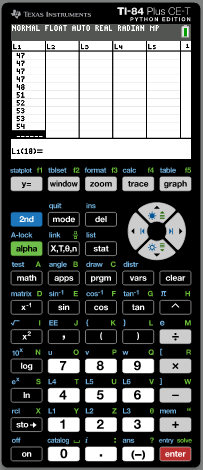 TEXAS INSTRUMENTS TI-84 Plus CE-T
PYTHON EDITION
NORMAL FLOAT AUTO REAL RADIAN MP
L1 L2 L3 L4 L5 1
47
47
47
47
48
51
52
53
53
54
------
L1(18)=
statplot f1 tblset f2 format f3 calc f4 table f5
y= window zoom trace graph
quit ins
2nd mode del
A-lock link list
alpha X,T,θ,n stat
test A angle B draw C distr
math apps prgm vars clear
matrix D sin⁻¹ E cos⁻¹ F tan⁻¹ G π H
x⁻¹ sin cos tan ^
√ I EE J { K } L e M
x² , ( ) ÷
10ˣ N u O v P w Q [ R
log 7 8 9 ×
eˣ S L4 T L5 U L6 V ] W
ln 4 5 6 −
rcl X L1 Y L2 Z L3 θ mem "
sto→ 1 2 3 +
off catalog ⎵ i : ans ? entry solve
on 0 . (−) enter